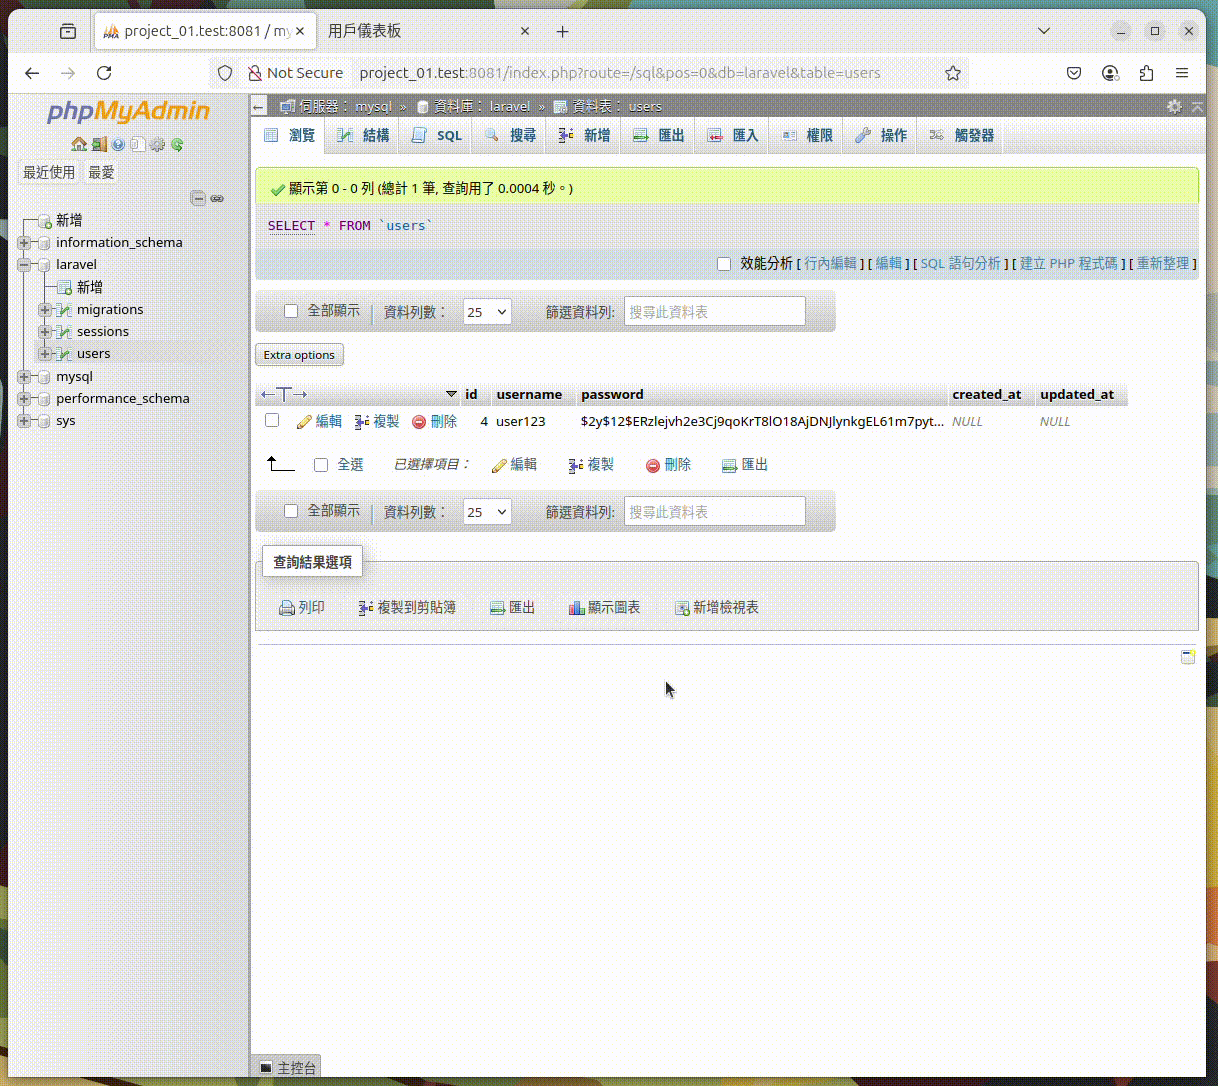 project_01.test:8081 / my
用戶儀表板
Not Secure project_01.test:8081/index.php?route=/sql&pos=0&db=laravel&table=users
phpMyAdmin
最近使用 最愛
新增
information_schema
laravel
新增
migrations
sessions
users
mysql
performance_schema
sys
伺服器： mysql » 資料庫： laravel » 資料表： users
瀏覽 結構 SQL 搜尋 新增 匯出 匯入 權限 操作 觸發器
顯示第 0 - 0 列 (總計 1 筆, 查詢用了 0.0004 秒。)
SELECT * FROM `users`
效能分析 [ 行內編輯 ] [ 編輯 ] [ SQL 語句分析 ] [ 建立 PHP 程式碼 ] [ 重新整理 ]
全部顯示 資料列數： 25 篩選資料列: 搜尋此資料表
Extra options
id username password created_at updated_at
編輯 複製 刪除 4 user123 $2y$12$ERzlejvh2e3Cj9qoKrT8lO18AjDNJlynkgEL61m7pyt... NULL NULL
全選 已選擇項目： 編輯 複製 刪除 匯出
全部顯示 資料列數： 25 篩選資料列: 搜尋此資料表
查詢結果選項
列印 複製到剪貼簿 匯出 顯示圖表 新增檢視表
主控台